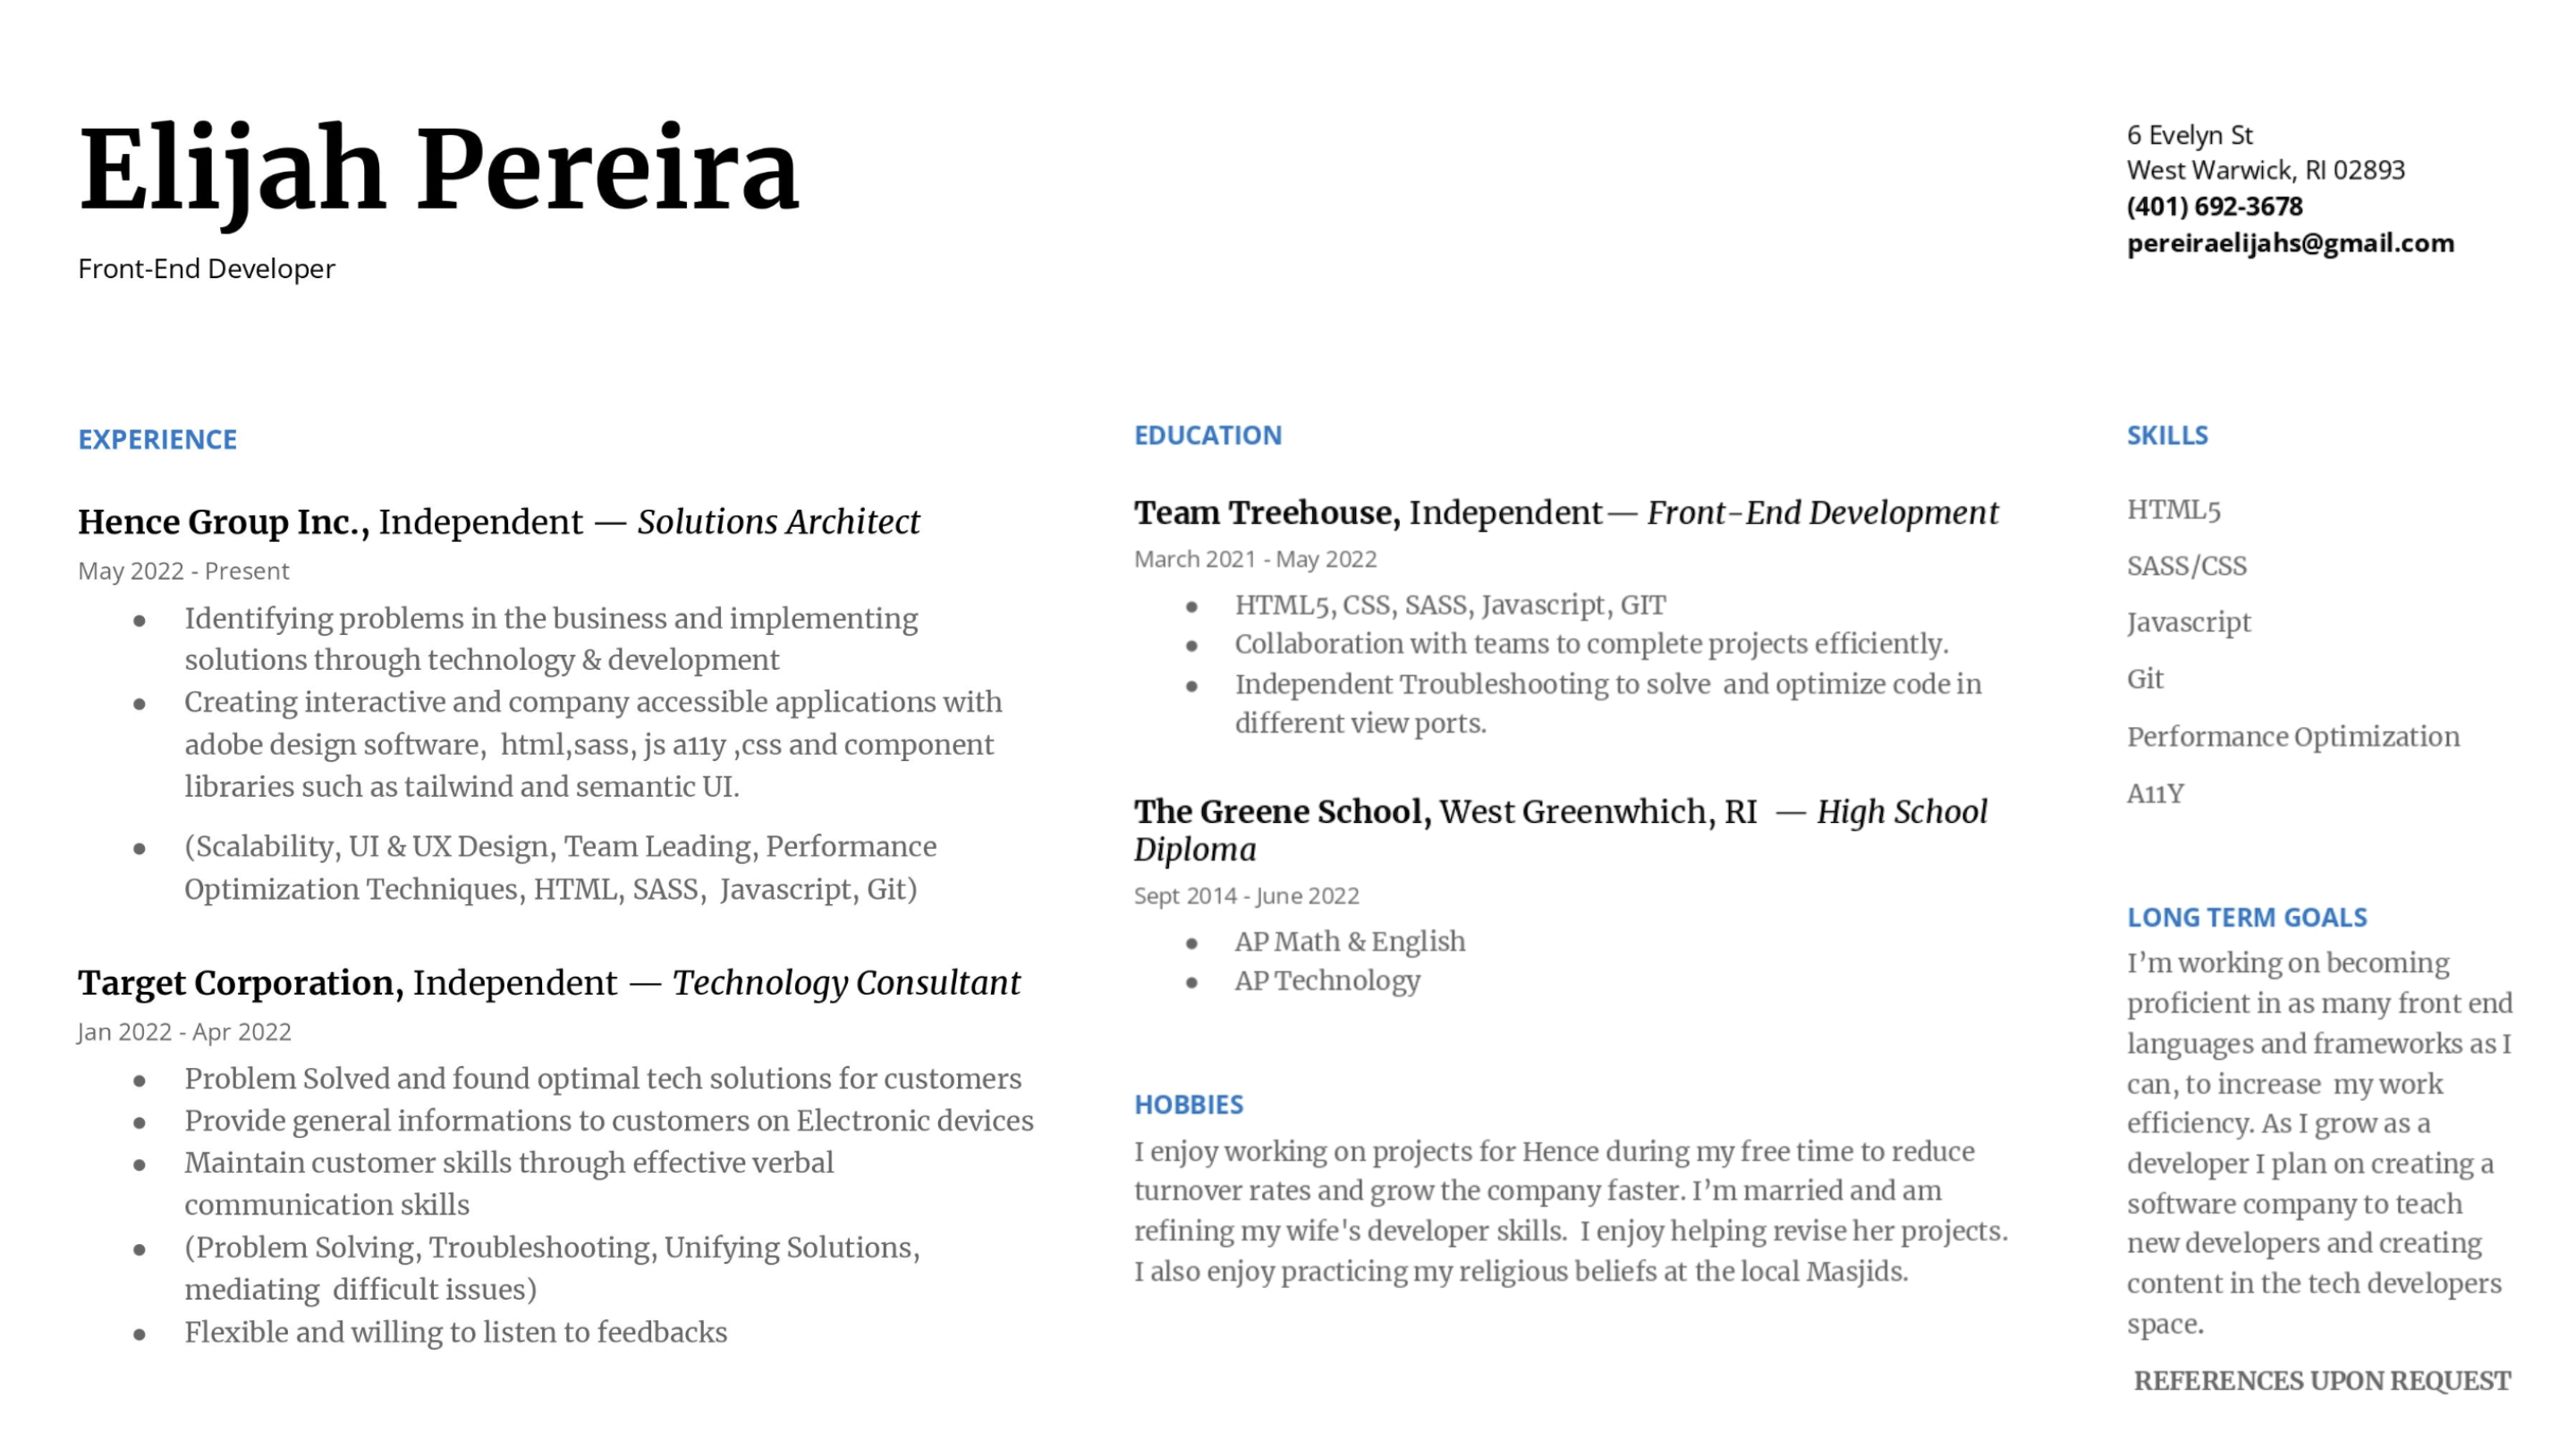 Elijah Pereira
Front-End Developer
6 Evelyn St
West Warwick, RI 02893
(401) 692-3678
pereiraelijahs@gmail.com
EXPERIENCE
Hence Group Inc., Independent — Solutions Architect
May 2022 - Present
● Identifying problems in the business and implementing
solutions through technology & development
● Creating interactive and company accessible applications with
adobe design software,  html,sass, js a11y ,css and component
libraries such as tailwind and semantic UI.
● (Scalability, UI & UX Design, Team Leading, Performance
Optimization Techniques, HTML, SASS,  Javascript, Git)
Target Corporation, Independent — Technology Consultant
Jan 2022 - Apr 2022
● Problem Solved and found optimal tech solutions for customers
● Provide general informations to customers on Electronic devices
● Maintain customer skills through effective verbal
communication skills
● (Problem Solving, Troubleshooting, Unifying Solutions,
mediating  difficult issues)
● Flexible and willing to listen to feedbacks
EDUCATION
Team Treehouse, Independent— Front-End Development
March 2021 - May 2022
● HTML5, CSS, SASS, Javascript, GIT
● Collaboration with teams to complete projects efficiently.
● Independent Troubleshooting to solve  and optimize code in
different view ports.
The Greene School, West Greenwhich, RI  — High School
Diploma
Sept 2014 - June 2022
● AP Math & English
● AP Technology
HOBBIES
I enjoy working on projects for Hence during my free time to reduce
turnover rates and grow the company faster. I’m married and am
refining my wife's developer skills.  I enjoy helping revise her projects.
I also enjoy practicing my religious beliefs at the local Masjids.
SKILLS
HTML5
SASS/CSS
Javascript
Git
Performance Optimization
A11Y
LONG TERM GOALS
I’m working on becoming
proficient in as many front end
languages and frameworks as I
can, to increase  my work
efficiency. As I grow as a
developer I plan on creating a
software company to teach
new developers and creating
content in the tech developers
space.
REFERENCES UPON REQUEST